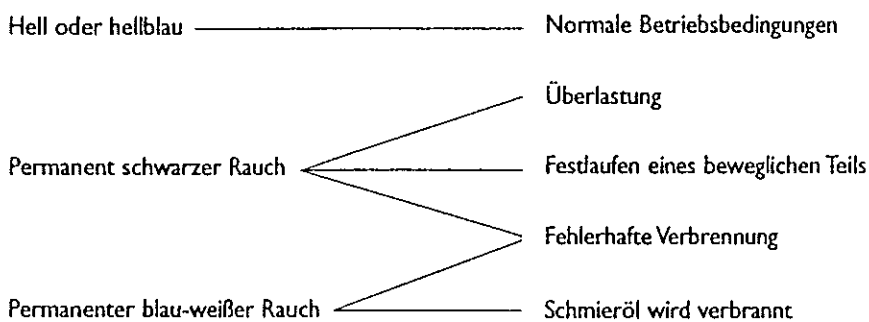 Hell oder hellblau
Normale Betriebsbedingungen
Überlastung
Permanent schwarzer Rauch
Festlaufen eines beweglichen Teils
Fehlerhafte Verbrennung
Permanenter blau-weißer Rauch
Schmieröl wird verbrannt